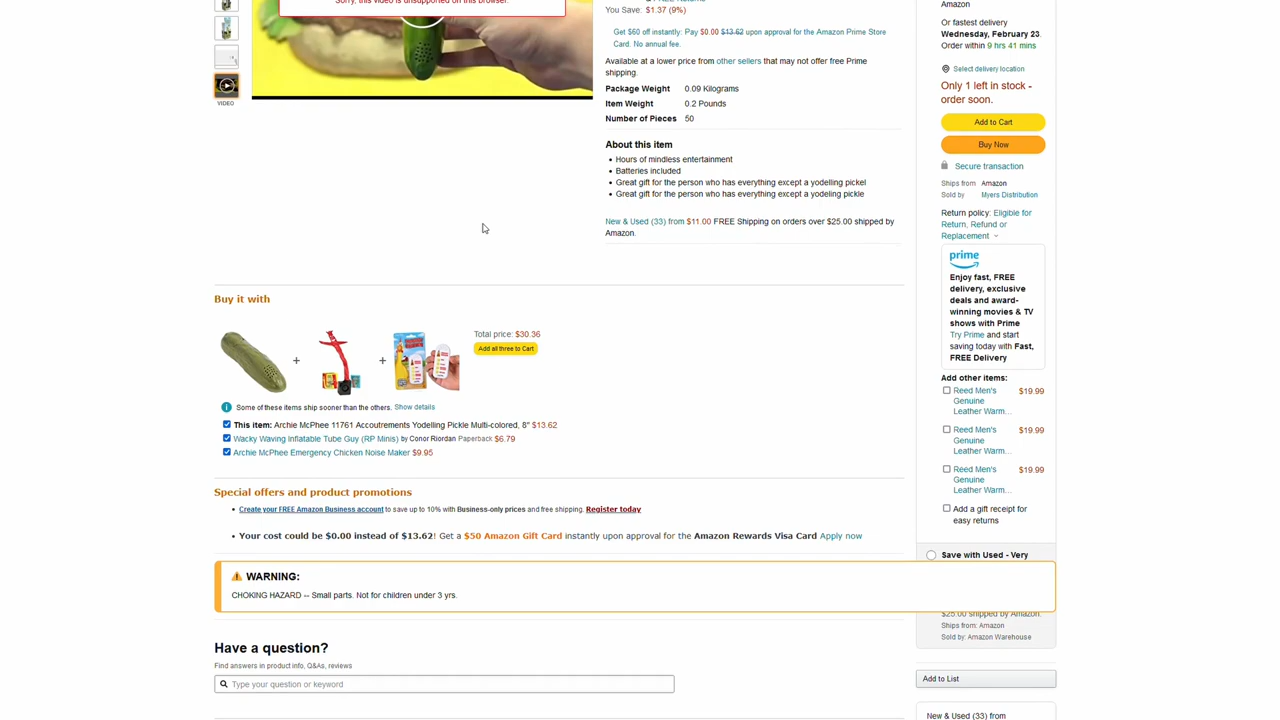 Sorry, this video is unsupported on this browser.
VIDEO
You Save: $1.37 (9%)
Get $60 off instantly: Pay $0.00 $13.62 upon approval for the Amazon Prime Store
Card. No annual fee.
Available at a lower price from other sellers that may not offer free Prime
shipping.
Package Weight 0.09 Kilograms
Item Weight 0.2 Pounds
Number of Pieces 50
About this item
• Hours of mindless entertainment
• Batteries included
• Great gift for the person who has everything except a yodelling pickel
• Great gift for the person who has everything except a yodeling pickle
New & Used (33) from $11.00 FREE Shipping on orders over $25.00 shipped by
Amazon.
Buy it with
+
+
Total price: $30.36
Add all three to Cart
Some of these items ship sooner than the others. Show details
This item: Archie McPhee 11761 Accoutrements Yodelling Pickle Multi-colored, 8" $13.62
Wacky Waving Inflatable Tube Guy (RP Minis) by Conor Riordan Paperback $6.79
Archie McPhee Emergency Chicken Noise Maker $9.95
Special offers and product promotions
• Create your FREE Amazon Business account to save up to 10% with Business-only prices and free shipping. Register today
• Your cost could be $0.00 instead of $13.62! Get a $50 Amazon Gift Card instantly upon approval for the Amazon Rewards Visa Card Apply now
WARNING:
CHOKING HAZARD -- Small parts. Not for children under 3 yrs.
Have a question?
Find answers in product info, Q&As, reviews
Type your question or keyword
Amazon
Or fastest delivery
Wednesday, February 23.
Order within 9 hrs 41 mins
Select delivery location
Only 1 left in stock -
order soon.
Add to Cart
Buy Now
Secure transaction
Ships from Amazon
Sold by Myers Distribution
Return policy: Eligible for
Return, Refund or
Replacement
prime
Enjoy fast, FREE
delivery, exclusive
deals and award-
winning movies & TV
shows with Prime
Try Prime and start
saving today with Fast,
FREE Delivery
Add other items:
Reed Men's $19.99
Genuine
Leather Warm...
Reed Men's $19.99
Genuine
Leather Warm...
Reed Men's $19.99
Genuine
Leather Warm...
Add a gift receipt for
easy returns
Save with Used - Very
$25.00 shipped by Amazon.
Ships from: Amazon
Sold by: Amazon Warehouse
Add to List
New & Used (33) from